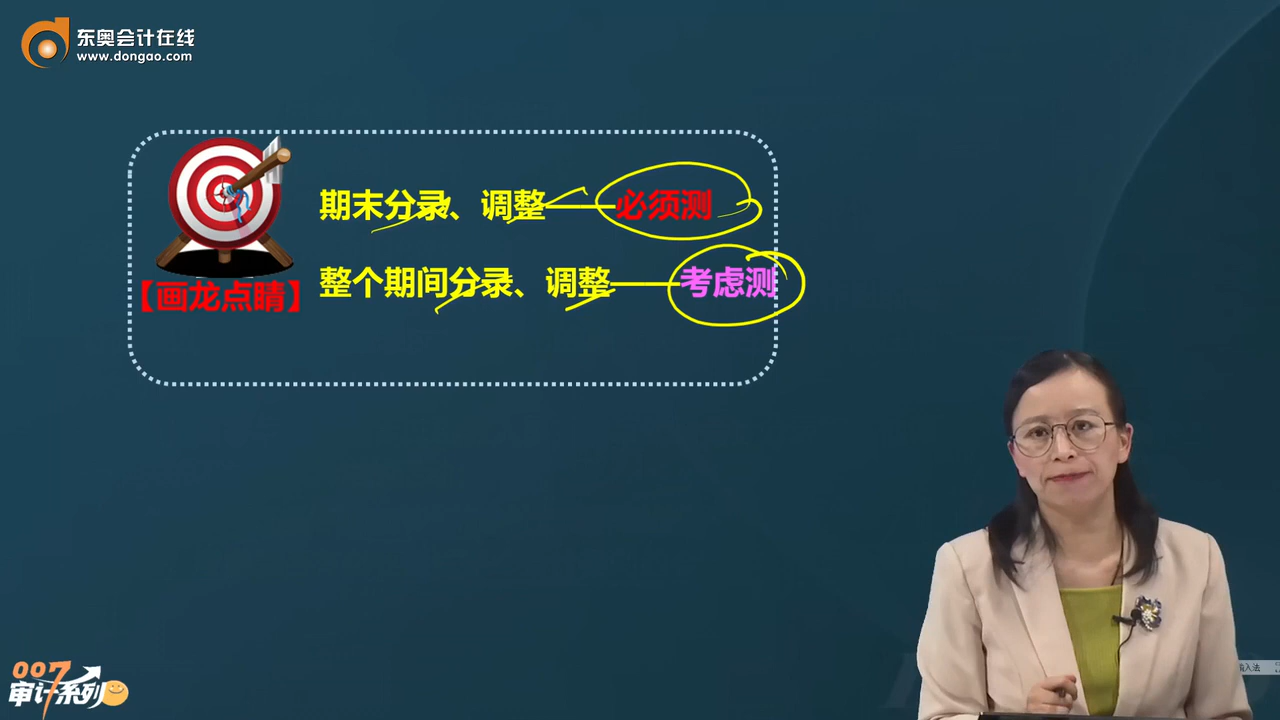 东奥会计在线
www.dongao.com
期末分录、调整——必须测
整个期间分录、调整——考虑测
【画龙点睛】
007
审计系列